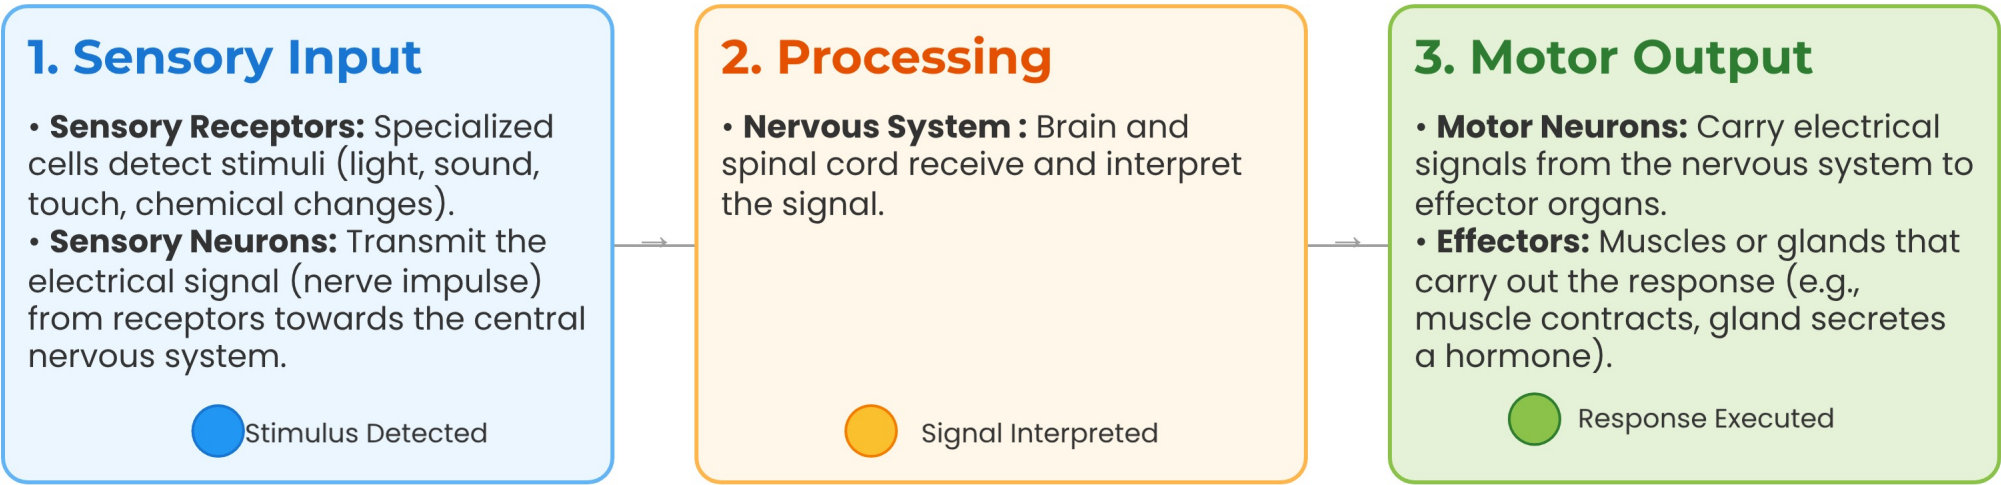 1. Sensory Input
• Sensory Receptors: Specialized
cells detect stimuli (light, sound,
touch, chemical changes).
• Sensory Neurons: Transmit the
electrical signal (nerve impulse)
from receptors towards the central
nervous system.
Stimulus Detected
→
2. Processing
• Nervous System : Brain and
spinal cord receive and interpret
the signal.
Signal Interpreted
→
3. Motor Output
• Motor Neurons: Carry electrical
signals from the nervous system to
effector organs.
• Effectors: Muscles or glands that
carry out the response (e.g.,
muscle contracts, gland secretes
a hormone).
Response Executed